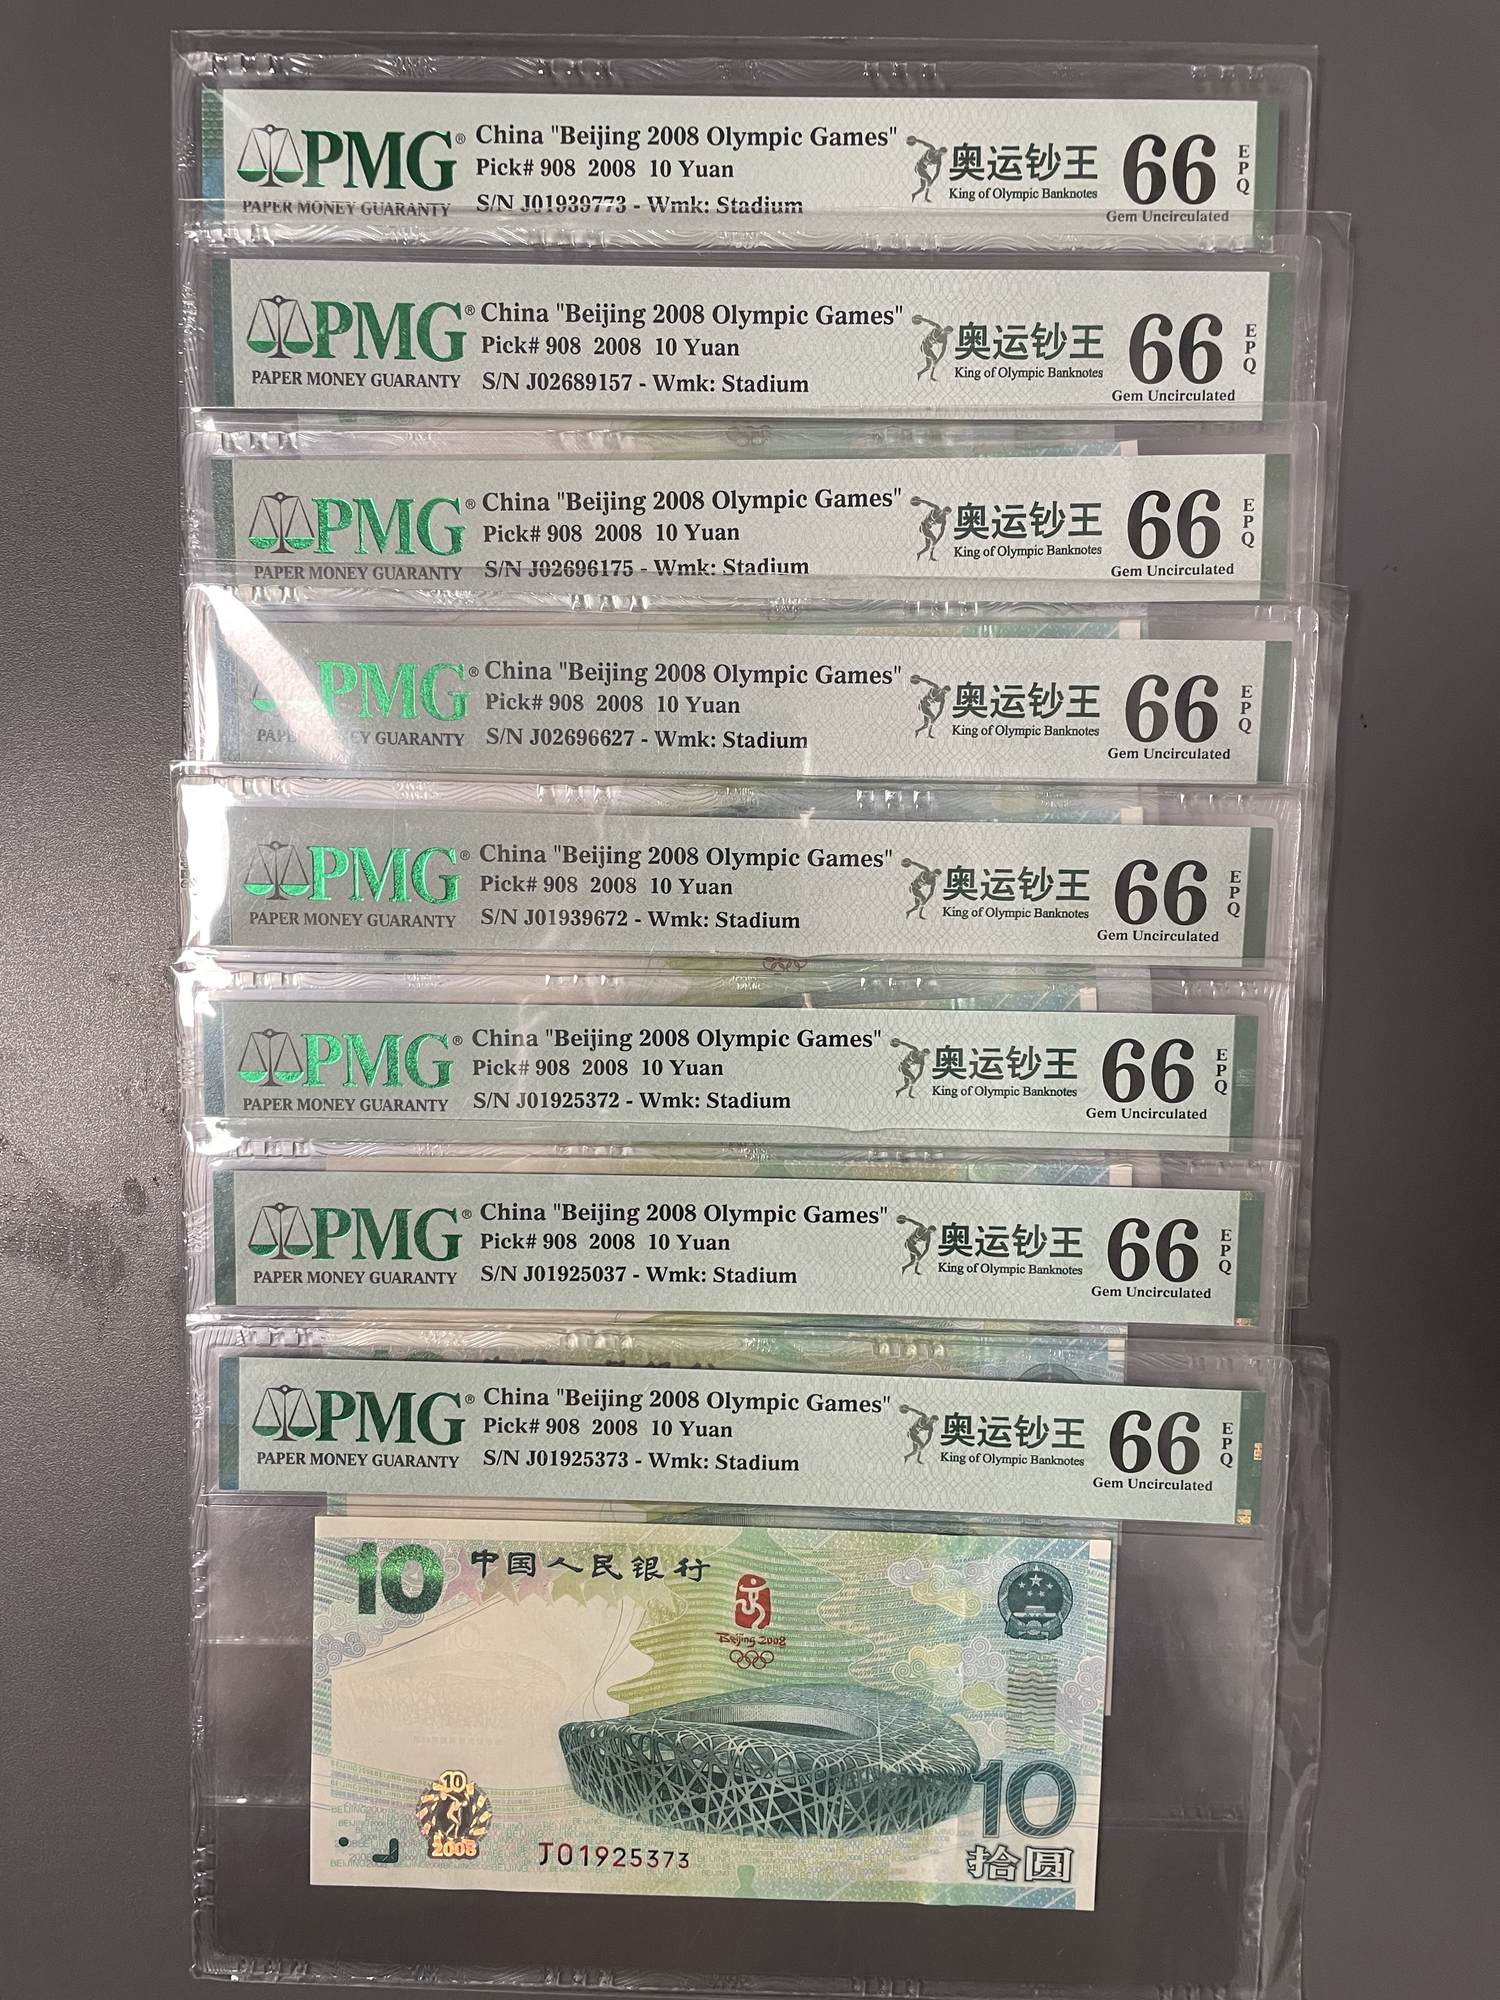 PMG®
PAPER MONEY GUARANTY
China "Beijing 2008 Olympic Games"
Pick# 908 2008 10 Yuan
S/N J01939773 - Wmk: Stadium
奥运钞王
King of Olympic Banknotes
66
EPQ
Gem Uncirculated
PMG®
PAPER MONEY GUARANTY
China "Beijing 2008 Olympic Games"
Pick# 908 2008 10 Yuan
S/N J02689157 - Wmk: Stadium
奥运钞王
King of Olympic Banknotes
66
EPQ
Gem Uncirculated
PMG®
PAPER MONEY GUARANTY
China "Beijing 2008 Olympic Games"
Pick# 908 2008 10 Yuan
S/N J02696175 - Wmk: Stadium
奥运钞王
King of Olympic Banknotes
66
EPQ
Gem Uncirculated
PMG®
GUARANTY
China "Beijing 2008 Olympic Games"
Pick# 908 2008 10 Yuan
S/N J02696627 - Wmk: Stadium
奥运钞王
King of Olympic Banknotes
66
EPQ
Gem Uncirculated
PMG®
PAPER MONEY GUARANTY
China "Beijing 2008 Olympic Games"
Pick# 908 2008 10 Yuan
S/N J01939672 - Wmk: Stadium
奥运钞王
King of Olympic Banknotes
66
EPQ
Gem Uncirculated
PMG®
PAPER MONEY GUARANTY
China "Beijing 2008 Olympic Games"
Pick# 908 2008 10 Yuan
S/N J01925372 - Wmk: Stadium
奥运钞王
King of Olympic Banknotes
66
EPQ
Gem Uncirculated
PMG®
PAPER MONEY GUARANTY
China "Beijing 2008 Olympic Games"
Pick# 908 2008 10 Yuan
S/N J01925037 - Wmk: Stadium
奥运钞王
King of Olympic Banknotes
66
EPQ
Gem Uncirculated
PMG®
PAPER MONEY GUARANTY
China "Beijing 2008 Olympic Games"
Pick# 908 2008 10 Yuan
S/N J01925373 - Wmk: Stadium
奥运钞王
King of Olympic Banknotes
66
EPQ
Gem Uncirculated
10
中国人民银行
Beijing 2008
10
2008
J01925373
10
拾圆